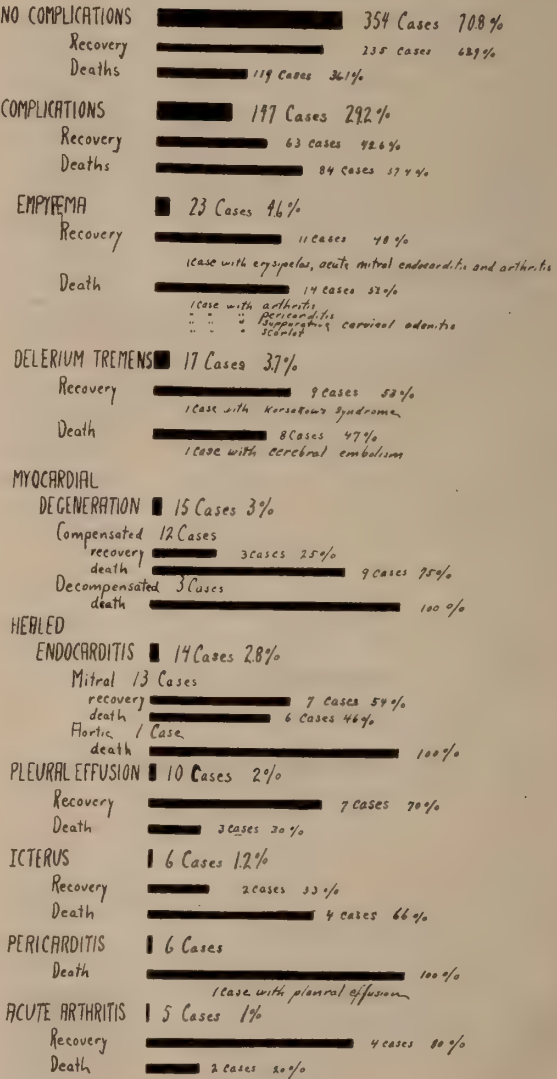 NO COMPLICATIONS 354 Cases 70.8%
Recovery 235 Cases 63.9%
Deaths 119 Cases 36.1%
COMPLICATIONS 147 Cases 29.2%
Recovery 63 Cases 42.6%
Deaths 84 Cases 57.4%
EMPYEMA 23 Cases 4.6%
Recovery 11 Cases 48%
1 Case with erysipelas, acute mitral endocarditis and arthritis
Death 14 Cases 52%
1 Case with arthritis
" " " pericarditis
" " " suppurating cervical adenitis
" " " scarlet
DELERIUM TREMENS 17 Cases 3.7%
Recovery 9 Cases 53%
1 Case with Korsakow's Syndrome
Death 8 Cases 47%
1 Case with cerebral embolism
MYOCARDIAL
DEGENERATION 15 Cases 3%
Compensated 12 Cases
recovery 3 Cases 25%
death 9 Cases 75%
Decompensated 3 Cases
death 100%
HEALED
ENDOCARDITIS 14 Cases 2.8%
Mitral 13 Cases
recovery 7 Cases 54%
death 6 Cases 46%
Aortic 1 Case
death 100%
PLEURAL EFFUSION 10 Cases 2%
Recovery 7 Cases 70%
Death 3 Cases 30%
ICTERUS 6 Cases 1.2%
Recovery 2 Cases 33%
Death 4 Cases 66%
PERICARDITIS 6 Cases
Death 100%
1 Case with pleural effusion
ACUTE ARTHRITIS 5 Cases 1%
Recovery 4 Cases 80%
Death 2 Cases 20%